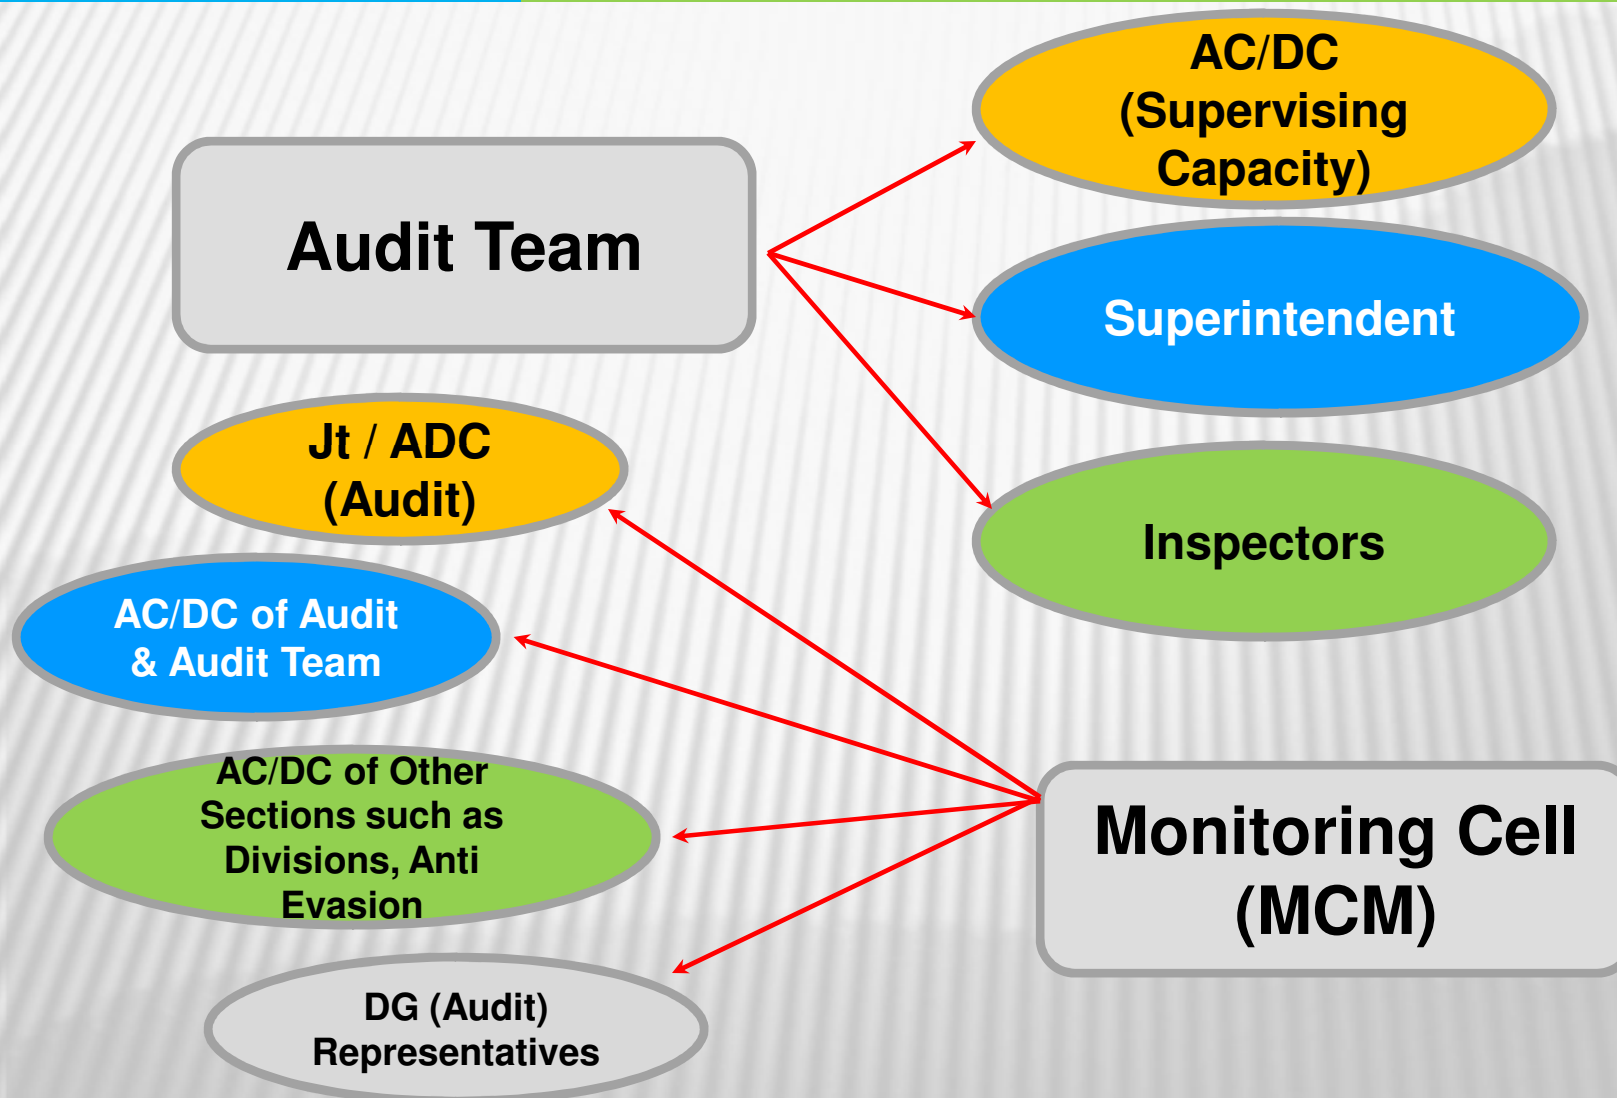 Audit Team
AC/DC
(Supervising
Capacity)
Superintendent
Inspectors
Jt / ADC
(Audit)
AC/DC of Audit
& Audit Team
AC/DC of Other
Sections such as
Divisions, Anti
Evasion
DG (Audit)
Representatives
Monitoring Cell
(MCM)